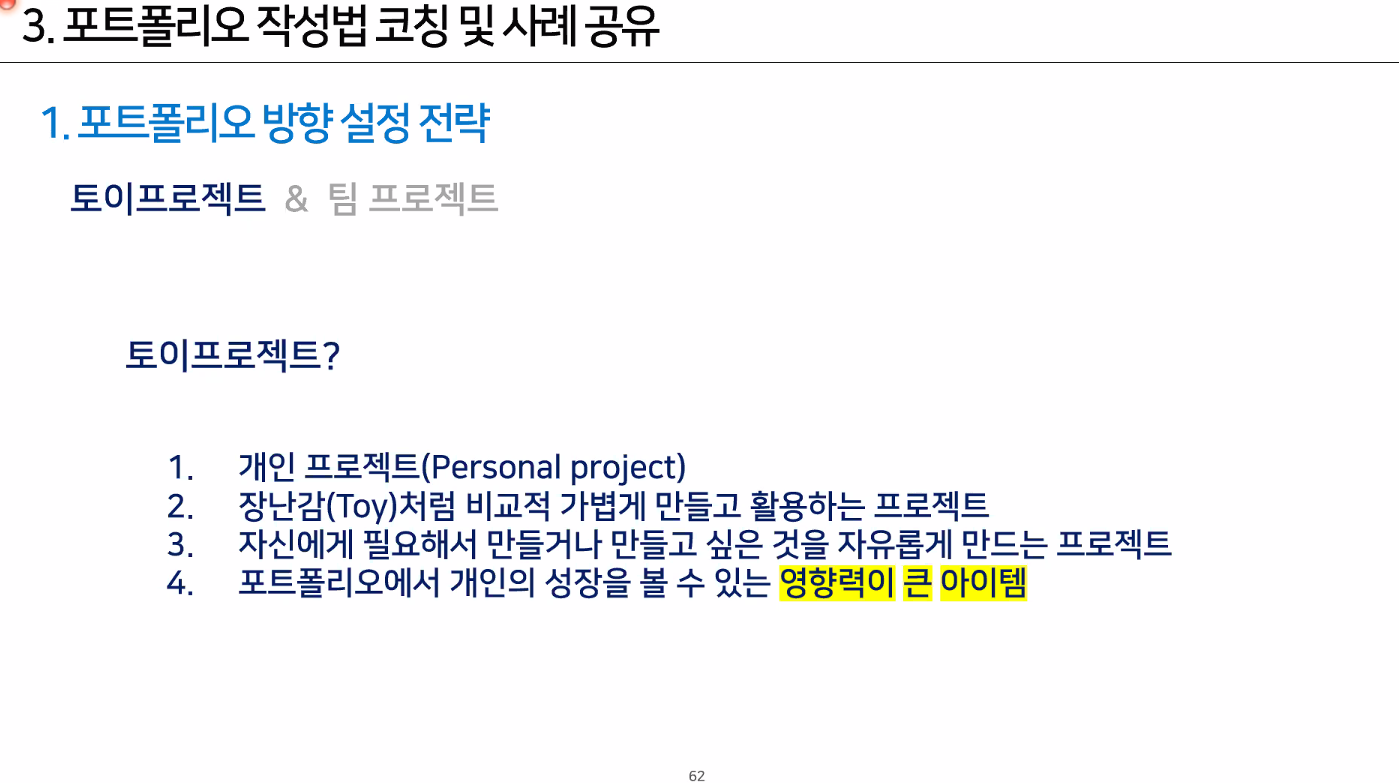 3. 포트폴리오 작성법 코칭 및 사례 공유
1. 포트폴리오 방향 설정 전략
토이프로젝트 & 팀 프로젝트
토이프로젝트?
1. 개인 프로젝트(Personal project)
2. 장난감(Toy)처럼 비교적 가볍게 만들고 활용하는 프로젝트
3. 자신에게 필요해서 만들거나 만들고 싶은 것을 자유롭게 만드는 프로젝트
4. 포트폴리오에서 개인의 성장을 볼 수 있는 영향력이 큰 아이템
62